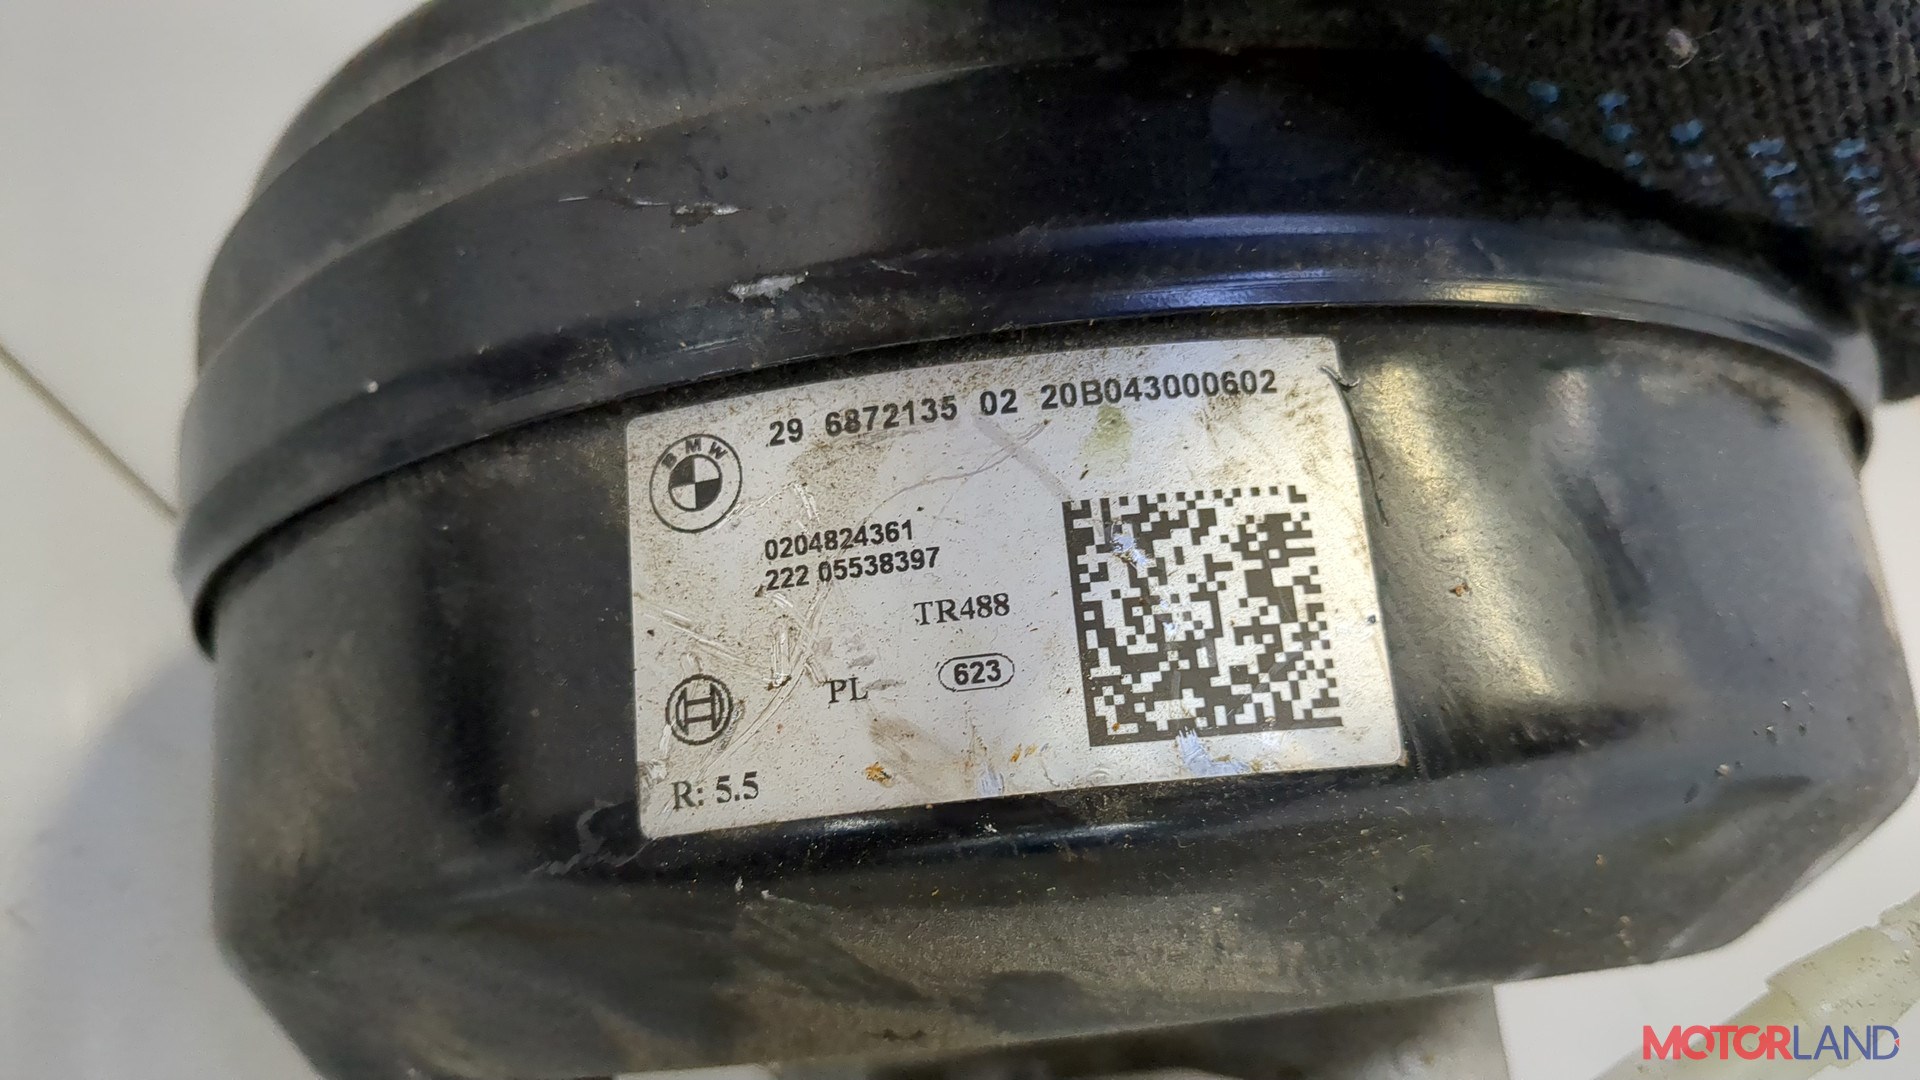 29 6872135 02 20B043000602
BMW
0204824361
222 05538397
TR488
PL 623
R: 5.5
MOTORLAND